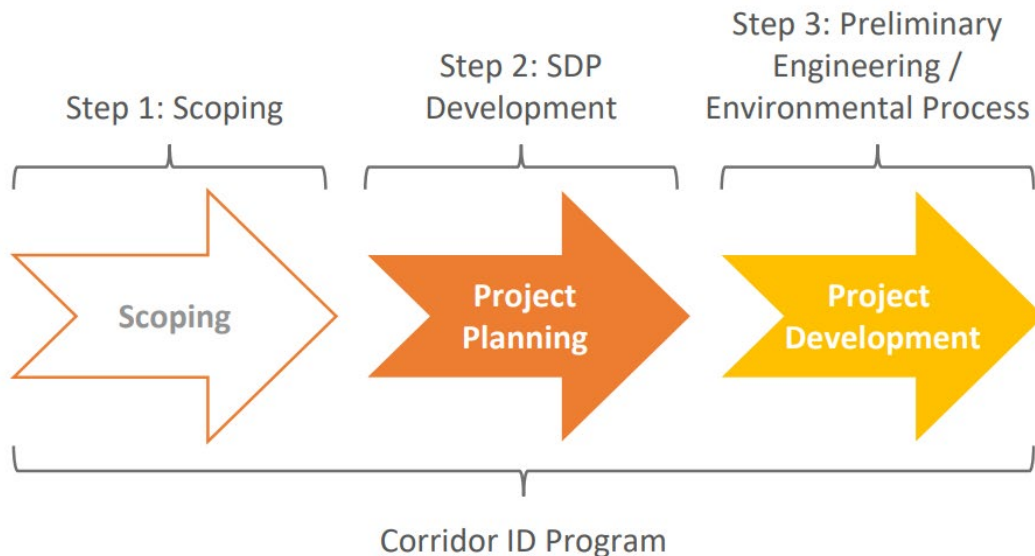 Step 1: Scoping
Step 2: SDP
Development
Step 3: Preliminary
Engineering /
Environmental Process
Scoping
Project
Planning
Project
Development
Corridor ID Program